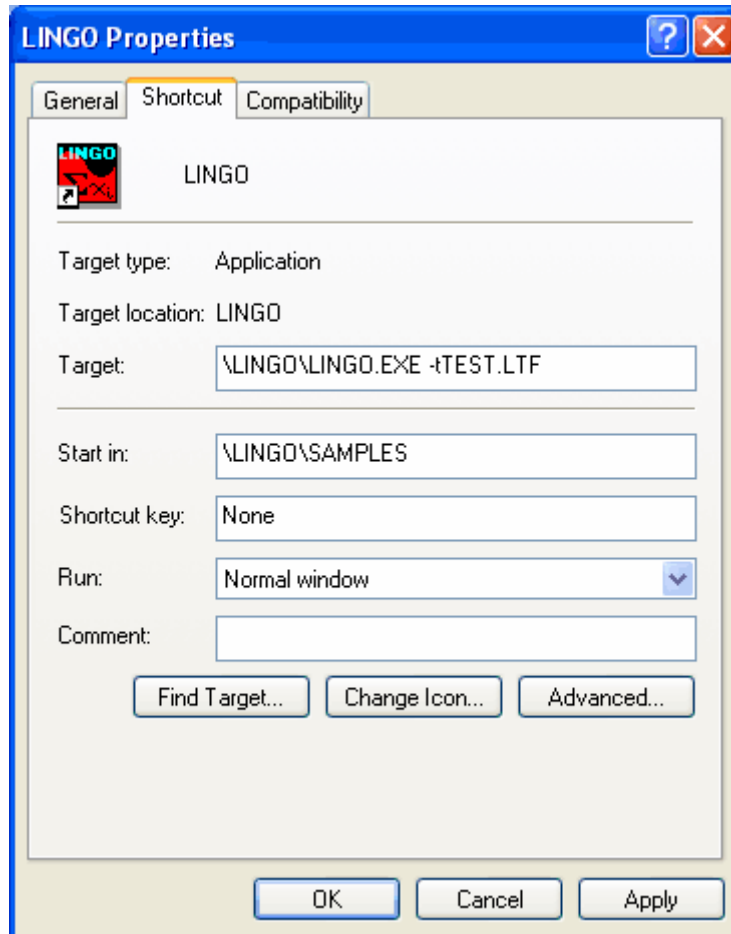 LINGO Properties
General Shortcut Compatibility
LINGO
LINGO
Target type: Application
Target location: LINGO
Target: \LINGO\LINGO.EXE -tTEST.LTF
Start in: \LINGO\SAMPLES
Shortcut key: None
Run: Normal window
Comment:
Find Target... Change Icon... Advanced...
OK Cancel Apply